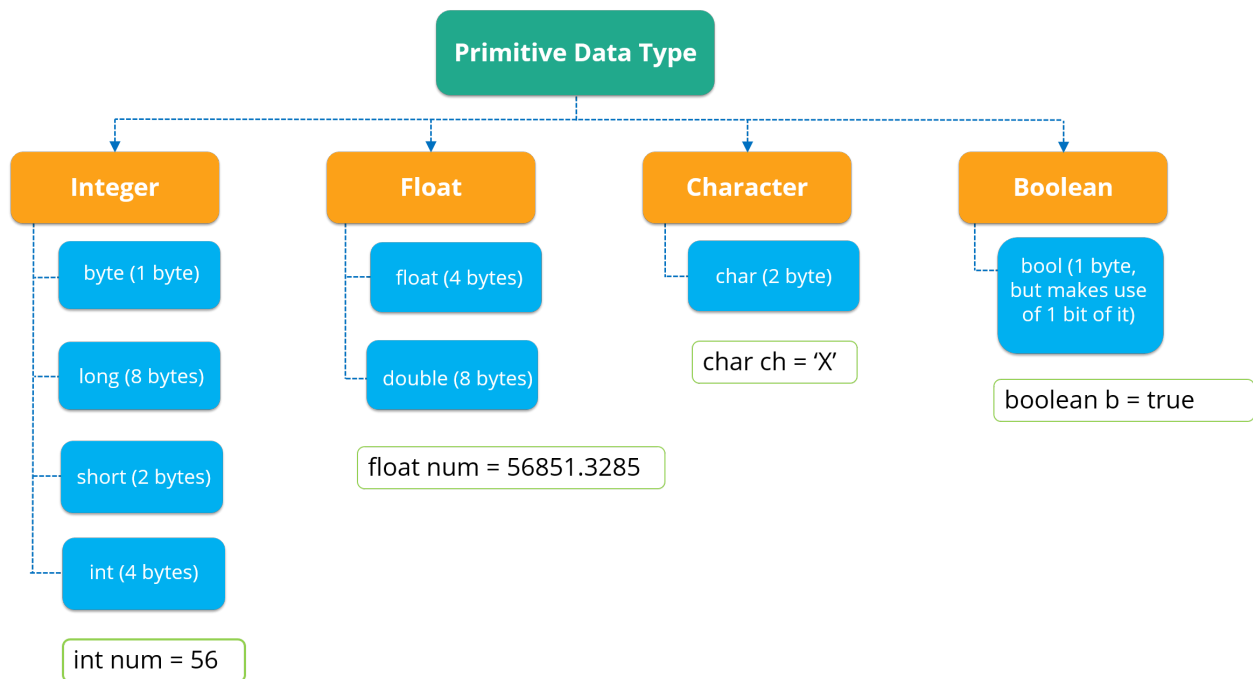 Primitive Data Type
Integer
Float
Character
Boolean
byte (1 byte)
long (8 bytes)
short (2 bytes)
int (4 bytes)
int num = 56
float (4 bytes)
double (8 bytes)
float num = 56851.3285
char (2 byte)
char ch = ‘X’
bool (1 byte,
but makes use
of 1 bit of it)
boolean b = true